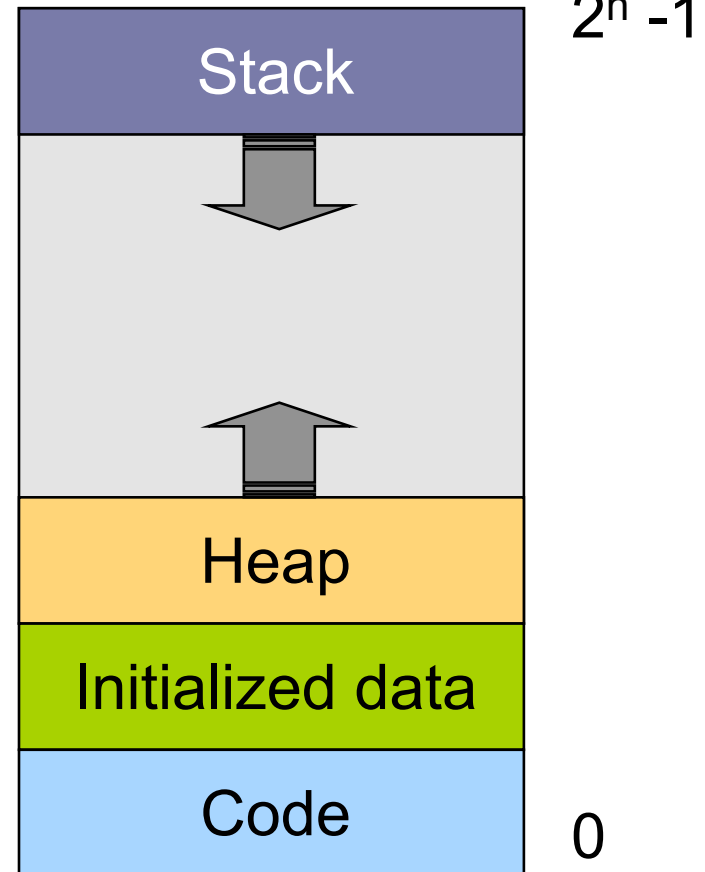 2ⁿ -1
Stack
Heap
Initialized data
Code
0